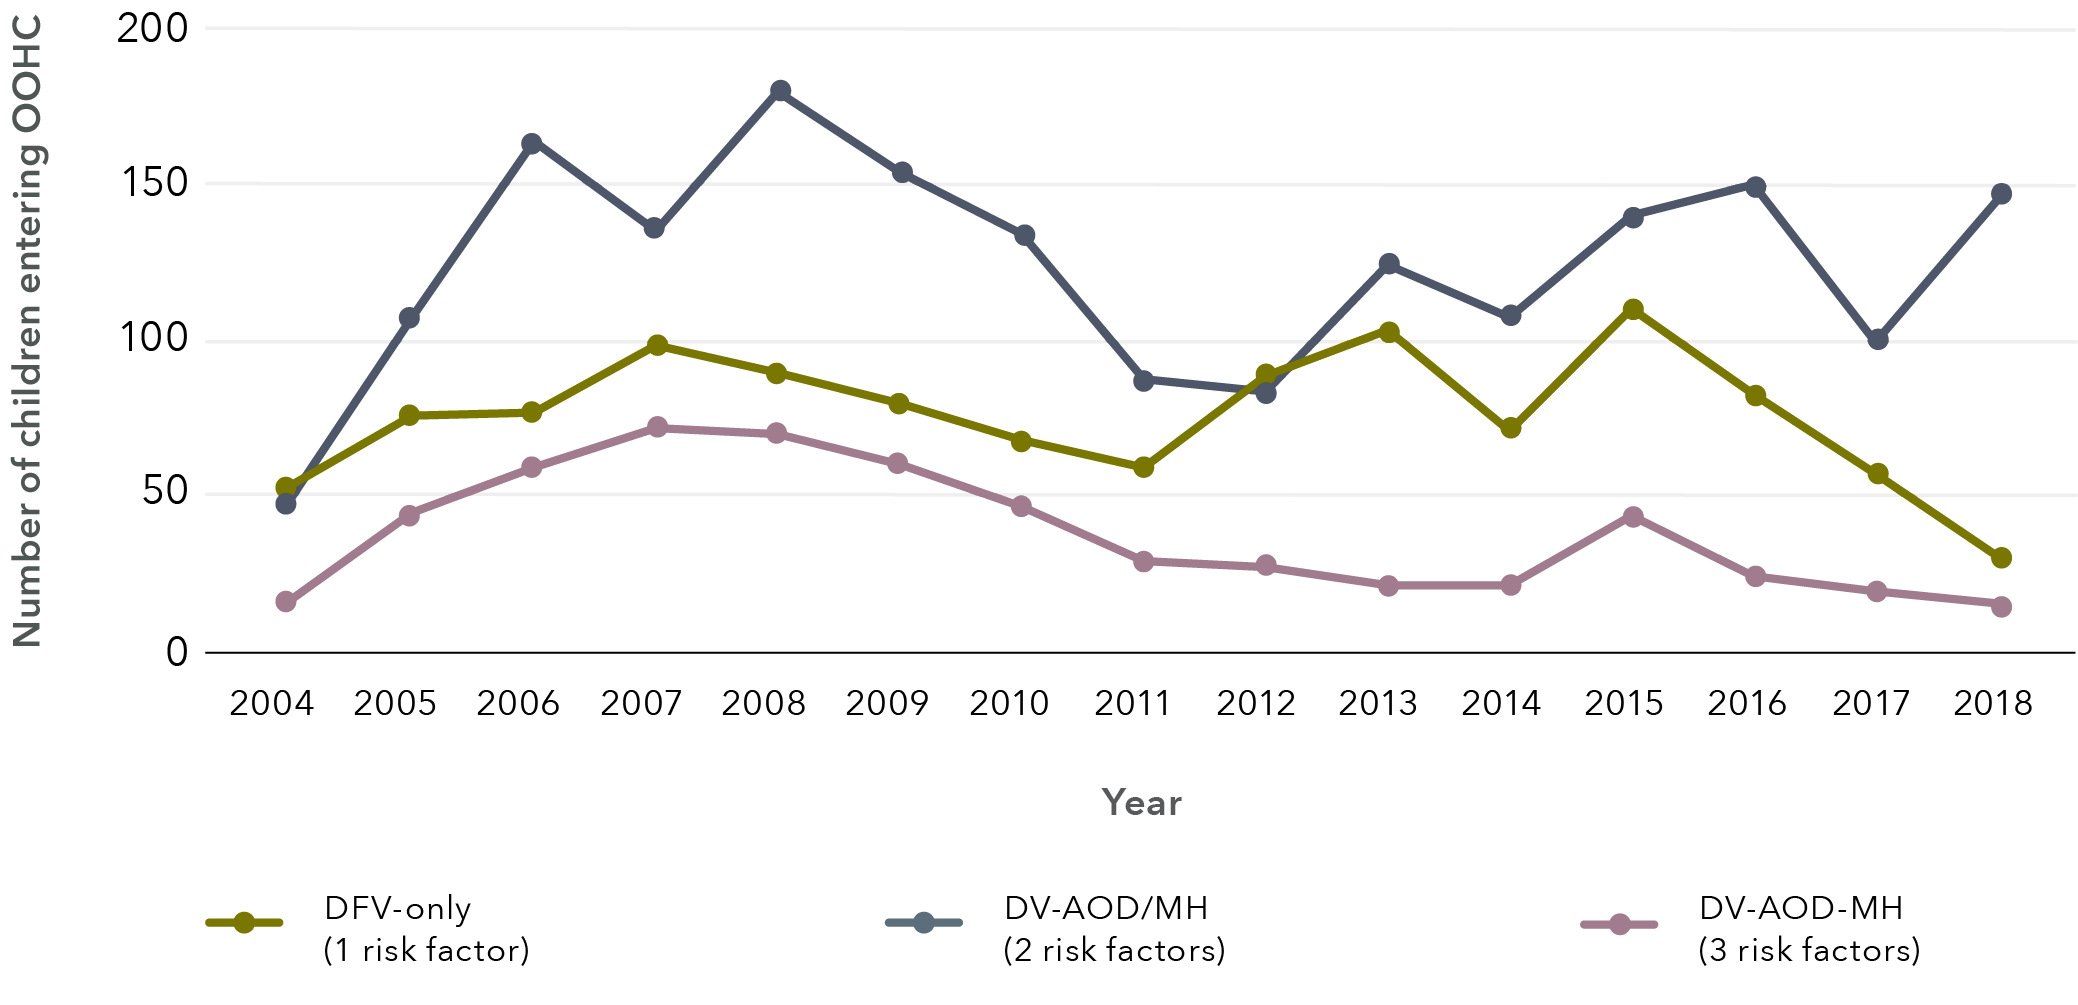 Number of children entering OOHC
200
150
100
50
0
2004 2005 2006 2007 2008 2009 2010 2011 2012 2013 2014 2015 2016 2017 2018
Year
DFV-only
(1 risk factor)
DV-AOD/MH
(2 risk factors)
DV-AOD-MH
(3 risk factors)